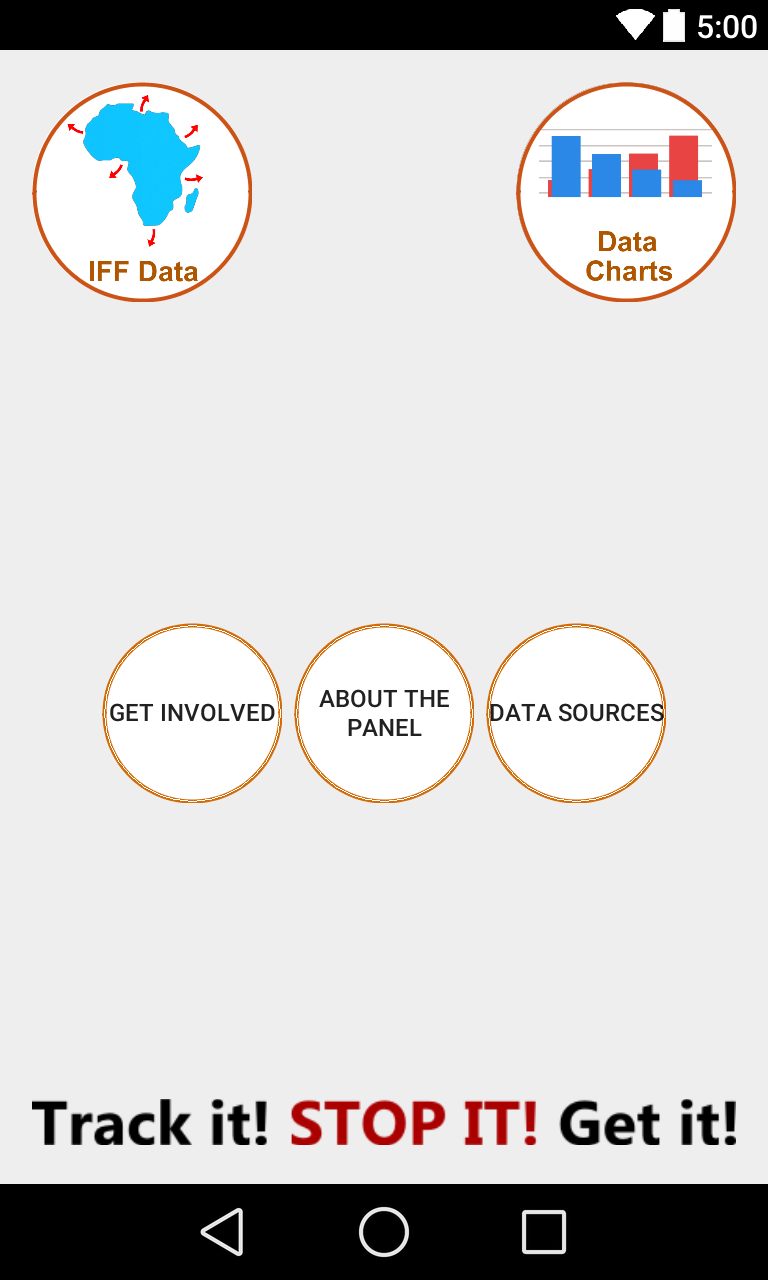 5:00
IFF Data
Data
Charts
GET INVOLVED
ABOUT THE
PANEL
DATA SOURCES
Track it! STOP IT! Get it!